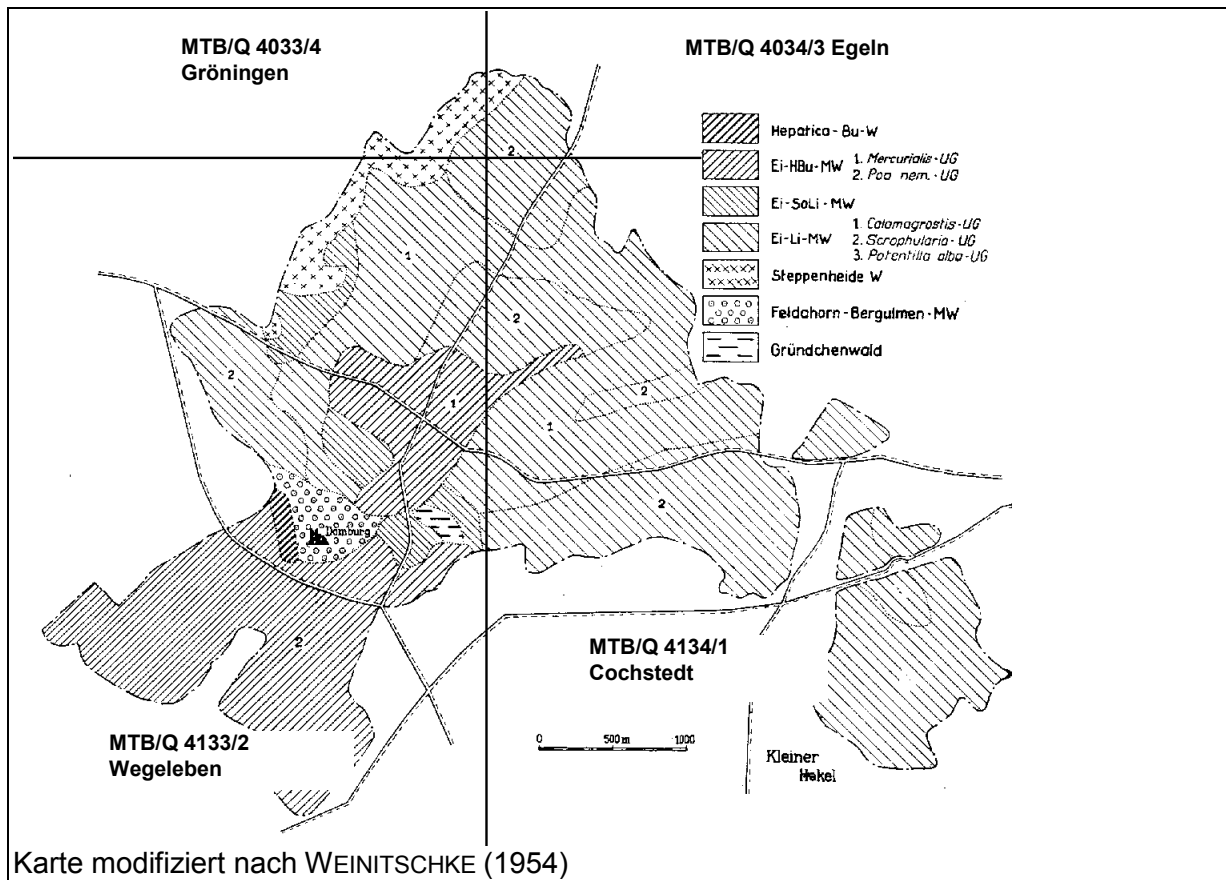 MTB/Q 4033/4
Gröningen
MTB/Q 4034/3 Egeln
Hepatica-Bu-W
Ei-HBu-MW 1. Mercurialis-UG
2. Poa nem.-UG
Ei-SoLi-MW
Ei-Li-MW 1. Calamagrostis-UG
2. Scrophularia-UG
3. Potentilla alba-UG
Steppenheide W
Feldahorn-Bergulmen-MW
Gründchenwald
2
1
2
2
1
2
1
Domburg
2
2
MTB/Q 4134/1
Cochstedt
MTB/Q 4133/2
Wegeleben
0 500m 1000
Kleiner
Hakel
Karte modifiziert nach WEINITSCHKE (1954)